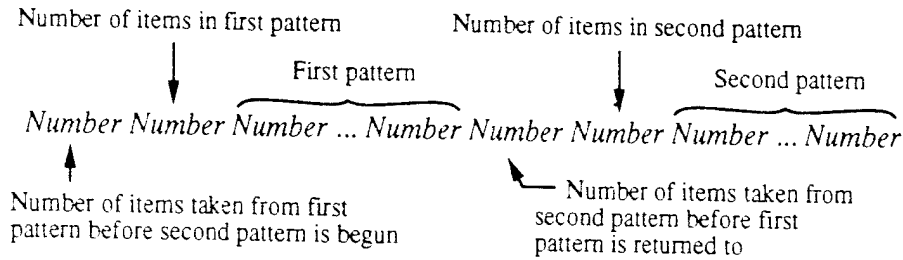 Number of items in first pattern
Number of items in second pattern
First pattern
Second pattern
Number Number Number ... Number Number Number Number ... Number
Number of items taken from first
pattern before second pattern is begun
Number of items taken from
second pattern before first
pattern is returned to